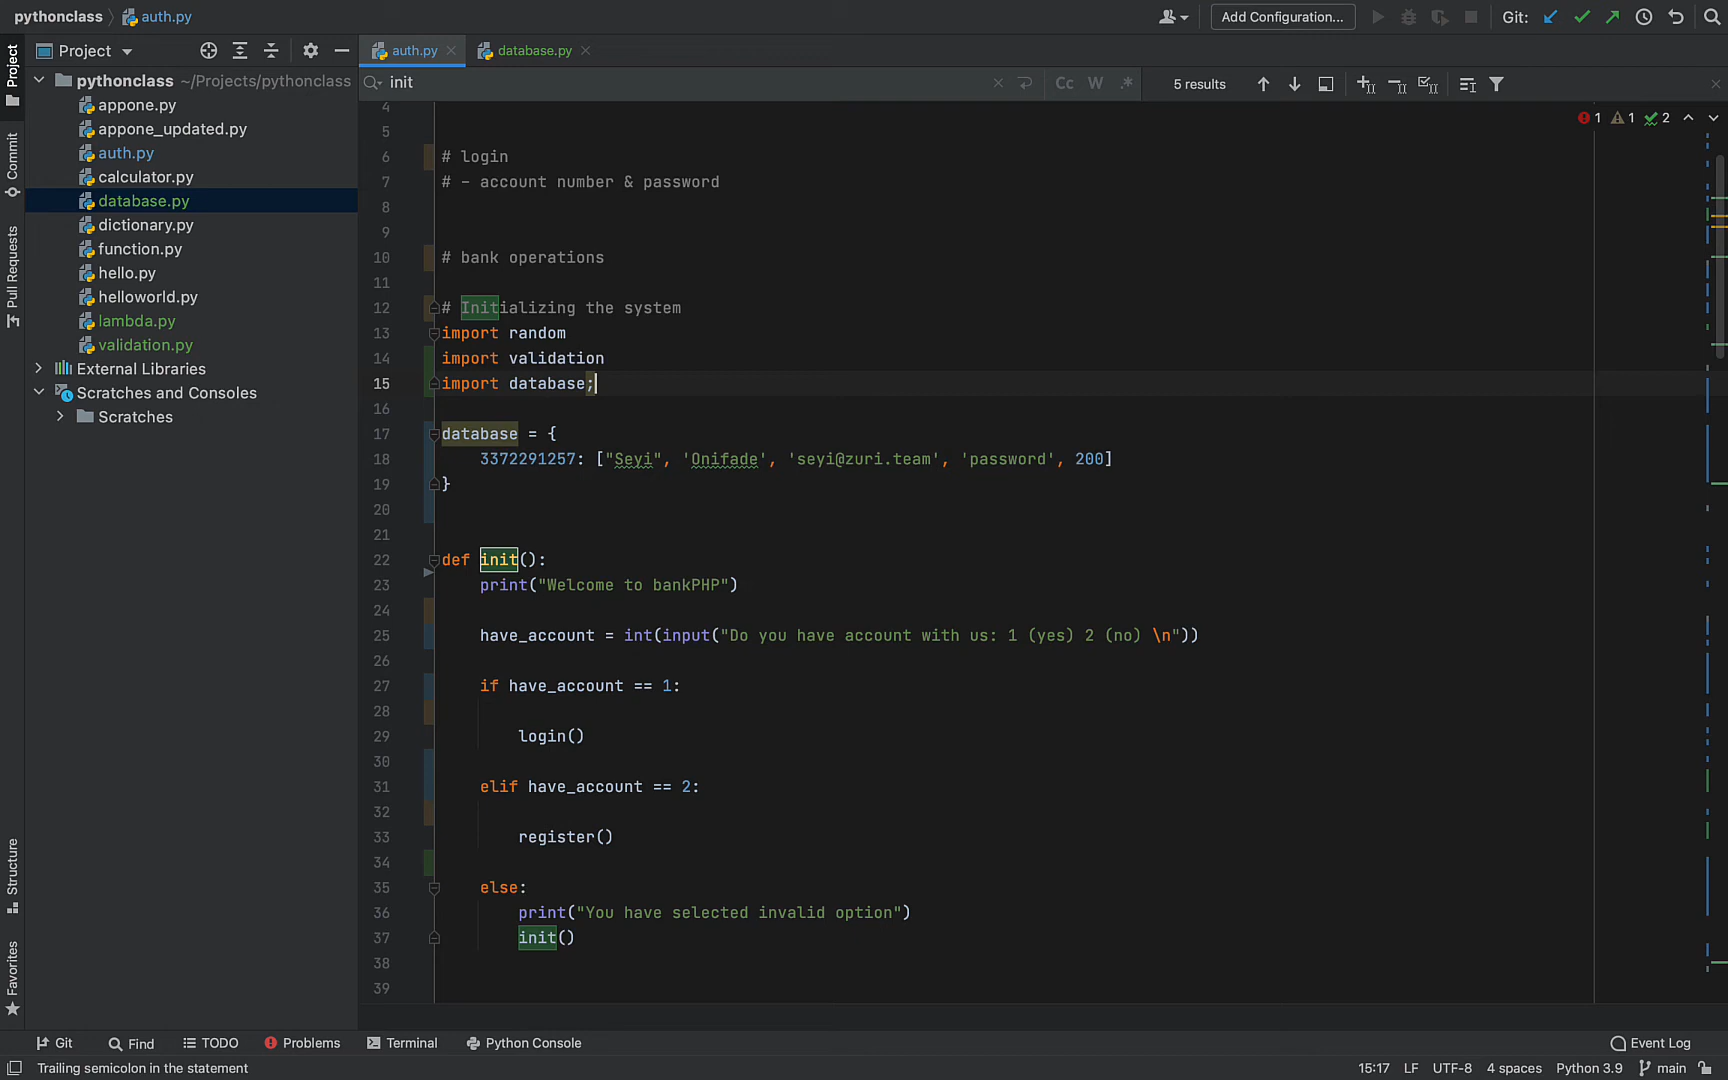 pythonclass auth.py Add Configuration... Git:
Project auth.py database.py
pythonclass ~/Projects/pythonclass
appone.py
appone_updated.py
auth.py
calculator.py
database.py
dictionary.py
function.py
hello.py
helloworld.py
lambda.py
validation.py
External Libraries
Scratches and Consoles
Scratches
Project
Commit
Pull Requests
Structure
Favorites
init Cc W .* 5 results
1 1 2
4
5
6 # login
7 # - account number & password
8
9
10 # bank operations
11
12 # Initializing the system
13 import random
14 import validation
15 import database;
16
17 database = {
18 3372291257: ["Seyi", 'Onifade', 'seyi@zuri.team', 'password', 200]
19 }
20
21
22 def init():
23 print("Welcome to bankPHP")
24
25 have_account = int(input("Do you have account with us: 1 (yes) 2 (no) \n"))
26
27 if have_account == 1:
28
29 login()
30
31 elif have_account == 2:
32
33 register()
34
35 else:
36 print("You have selected invalid option")
37 init()
38
39
Git Find TODO Problems Terminal Python Console Event Log
Trailing semicolon in the statement 15:17 LF UTF-8 4 spaces Python 3.9 main